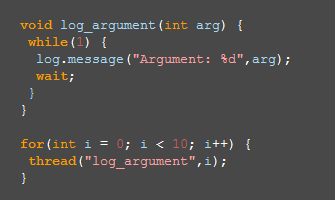 void log_argument(int arg) {
 while(1) {
  log.message("Argument: %d",arg);
  wait;
 }
}

for(int i = 0; i < 10; i++) {
 thread("log_argument",i);
}